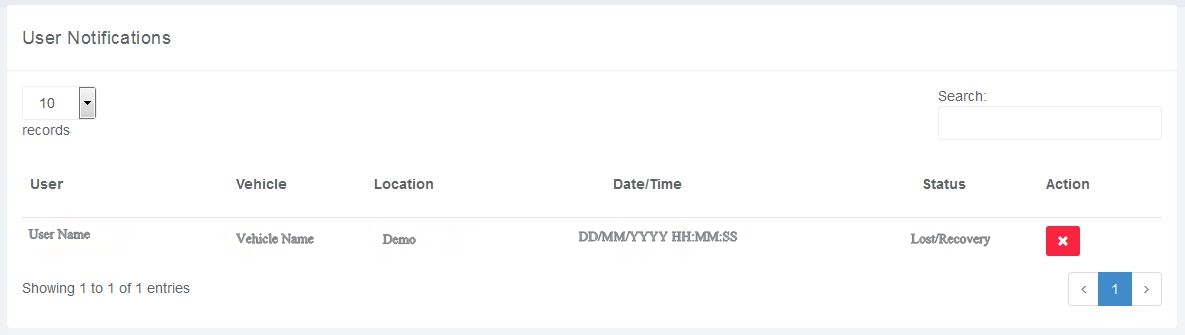 User Notifications
10
records
Search:
User Vehicle Location Date/Time Status Action
User Name Vehicle Name Demo DD/MM/YYYY HH:MM:SS Lost/Recovery
Showing 1 to 1 of 1 entries
1